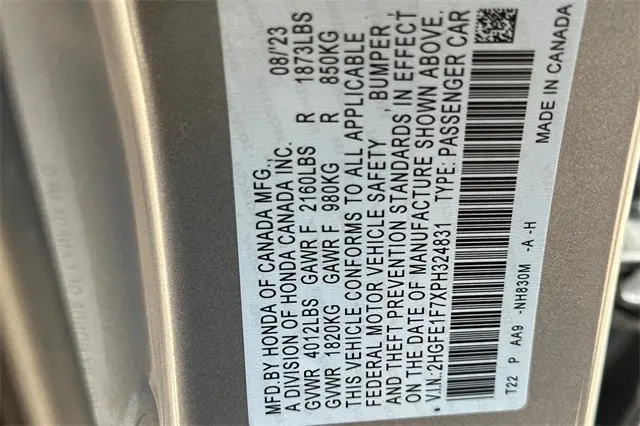 MFD.BY HONDA OF CANADA MFG.,
A DIVISION OF HONDA CANADA INC. 08/'23
GVWR 4012LBS GAWR F 2160LBS R 1873LBS
GVWR 1820KG GAWR F 980KG R 850KG
THIS VEHICLE CONFORMS TO ALL APPLICABLE
FEDERAL MOTOR VEHICLE SAFETY , BUMPER ,
AND THEFT PREVENTION STANDARDS IN EFFECT
ON THE DATE OF MANUFACTURE SHOWN ABOVE.
V.I.N.:2HGFE1F7XPH324831 TYPE: PASSENGER CAR
T22 P AA9 -NH830M -A -H
MADE IN CANADA